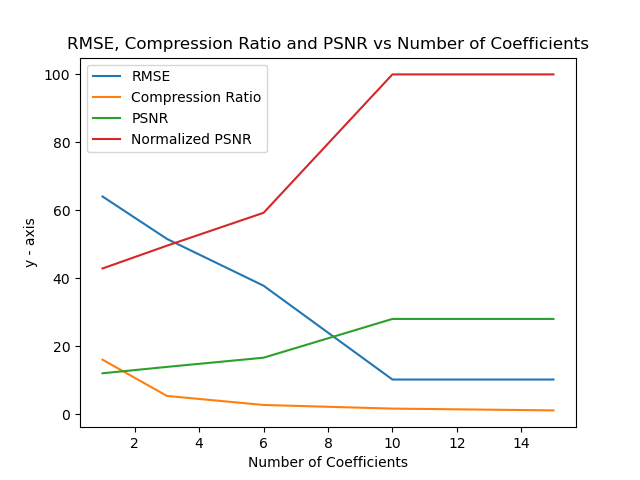 RMSE, Compression Ratio and PSNR vs Number of Coefficients
RMSE
Compression Ratio
PSNR
Normalized PSNR
100
80
60
40
20
0
y - axis
2 4 6 8 10 12 14
Number of Coefficients